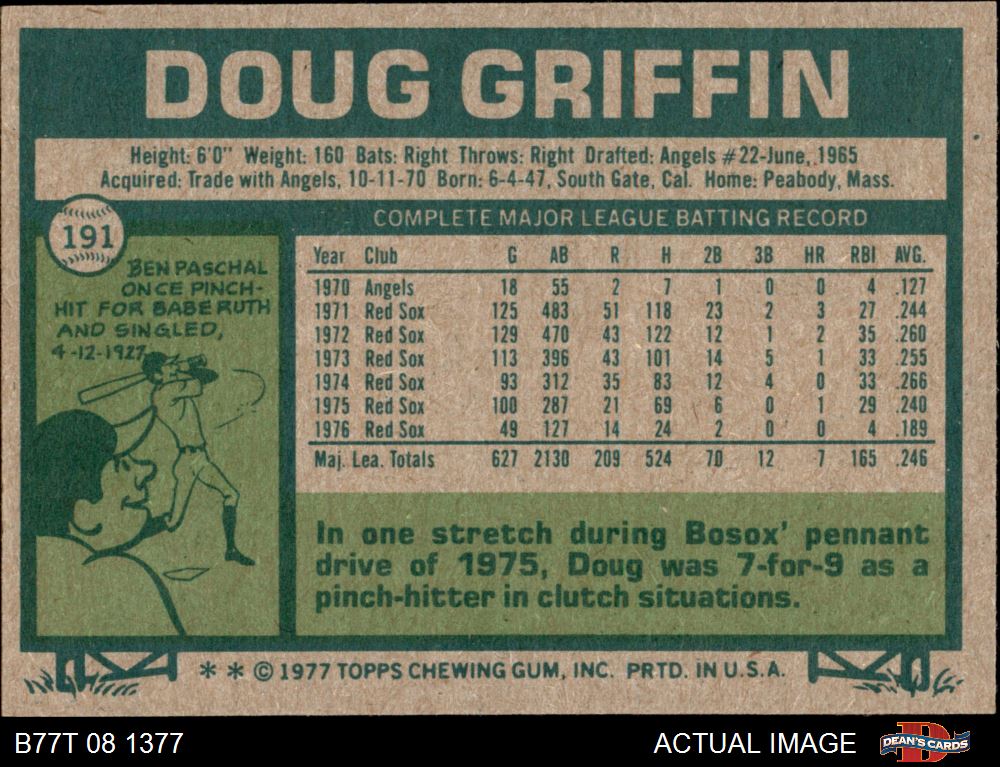 DOUG GRIFFIN
Height: 6'0" Weight: 160 Bats: Right Throws: Right Drafted: Angels #22-June, 1965
Acquired: Trade with Angels, 10-11-70 Born: 6-4-47, South Gate, Cal. Home: Peabody, Mass.
191
BEN PASCHAL
ONCE PINCH-
HIT FOR BABE RUTH
AND SINGLED,
4-12-1927
COMPLETE MAJOR LEAGUE BATTING RECORD
Year Club G AB R H 2B 3B HR RBI AVG.
1970 Angels 18 55 2 7 1 0 0 4 .127
1971 Red Sox 125 483 51 118 23 2 3 27 .244
1972 Red Sox 129 470 43 122 12 1 2 35 .260
1973 Red Sox 113 396 43 101 14 5 1 33 .255
1974 Red Sox 93 312 35 83 12 4 0 33 .266
1975 Red Sox 100 287 21 69 6 0 1 29 .240
1976 Red Sox 49 127 14 24 2 0 0 4 .189
Maj. Lea. Totals 627 2130 209 524 70 12 7 165 .246
In one stretch during Bosox' pennant
drive of 1975, Doug was 7-for-9 as a
pinch-hitter in clutch situations.
* * © 1977 TOPPS CHEWING GUM, INC. PRTD. IN U.S.A.
B77T 08 1377
ACTUAL IMAGE
D
DEAN'S CARDS